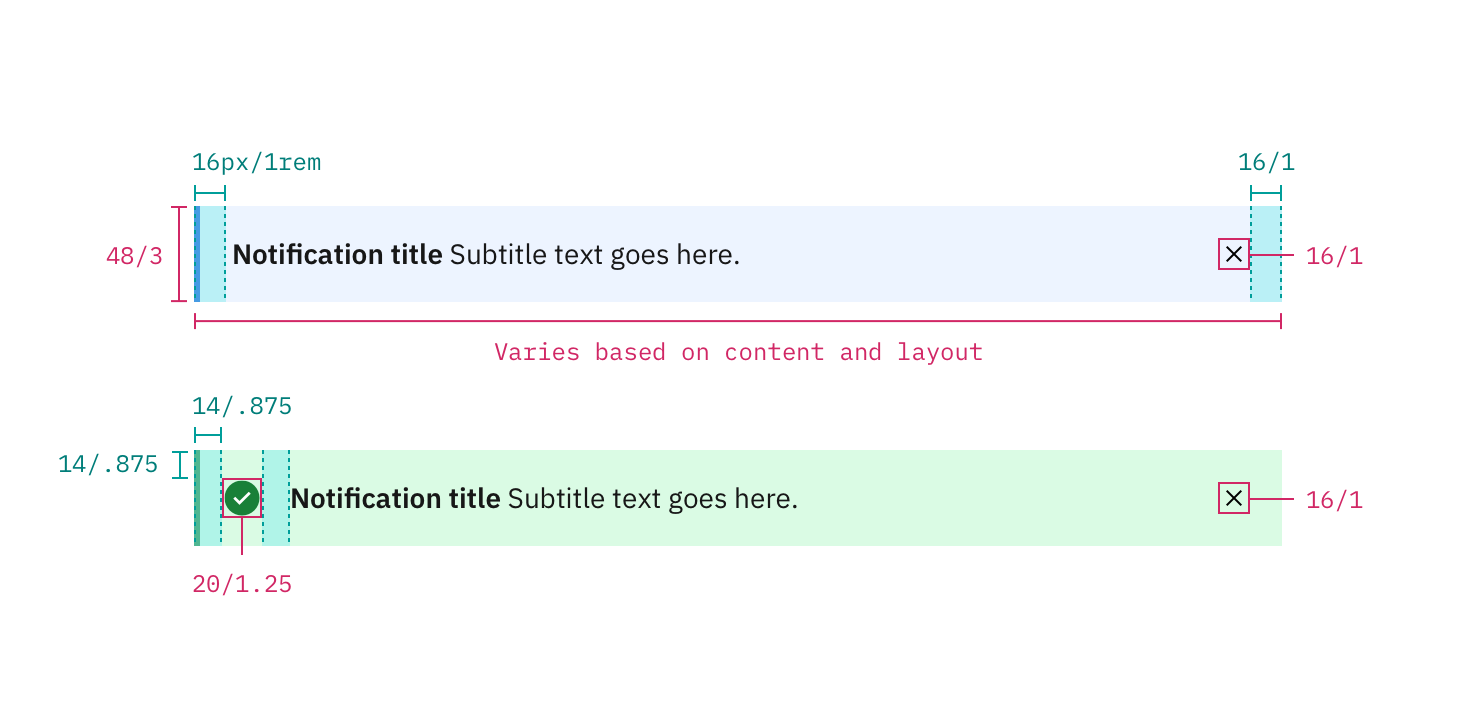 16px/1rem
16/1
48/3
Notification title Subtitle text goes here.
16/1
Varies based on content and layout
14/.875
14/.875
Notification title Subtitle text goes here.
16/1
20/1.25